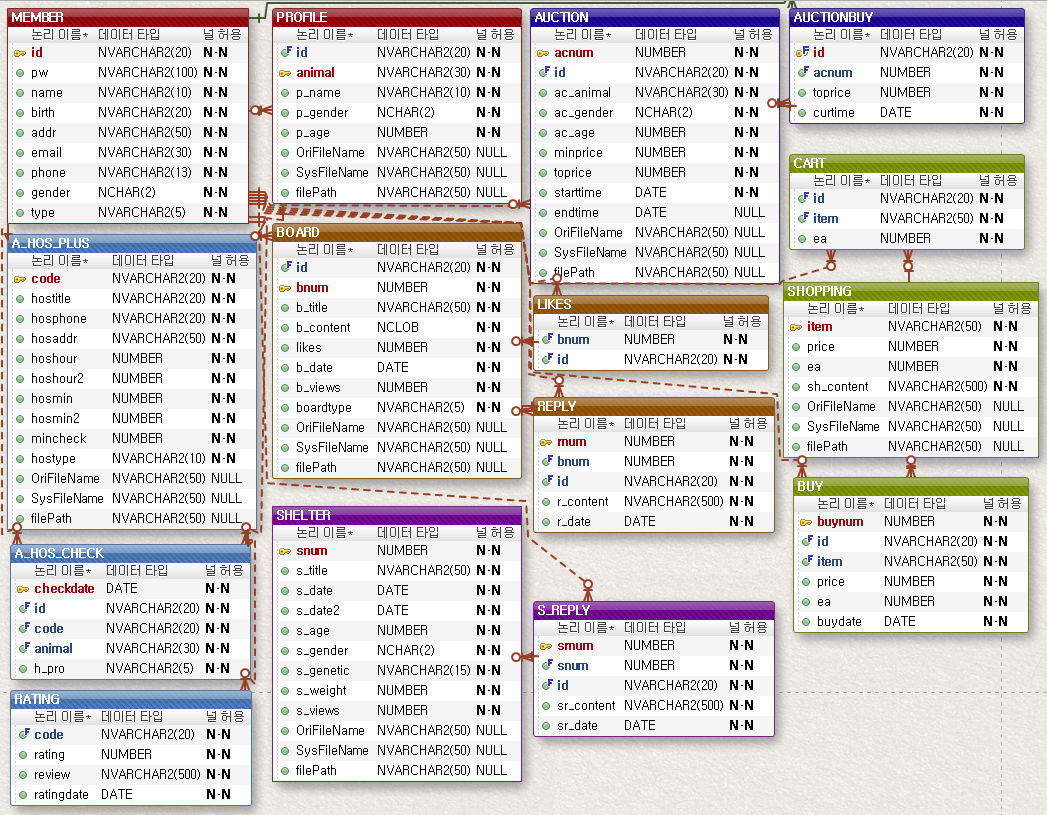 MEMBER
논리 이름* 데이터 타입 널 허용
id NVARCHAR2(20) N-N
pw NVARCHAR2(100) N-N
name NVARCHAR2(10) N-N
birth NVARCHAR2(20) N-N
addr NVARCHAR2(50) N-N
email NVARCHAR2(30) N-N
phone NVARCHAR2(13) N-N
gender NCHAR(2) N-N
type NVARCHAR2(5) N-N
PROFILE
논리 이름* 데이터 타입 널 허용
id NVARCHAR2(20) N-N
animal NVARCHAR2(30) N-N
p_name NVARCHAR2(10) N-N
p_gender NCHAR(2) N-N
p_age NUMBER N-N
OriFileName NVARCHAR2(50) NULL
SysFileName NVARCHAR2(50) NULL
filePath NVARCHAR2(50) NULL
AUCTION
논리 이름* 데이터 타입 널 허용
acnum NUMBER N-N
id NVARCHAR2(20) N-N
ac_animal NVARCHAR2(30) N-N
ac_gender NCHAR(2) N-N
ac_age NUMBER N-N
minprice NUMBER N-N
toprice NUMBER N-N
starttime DATE N-N
endtime DATE NULL
OriFileName NVARCHAR2(50) NULL
SysFileName NVARCHAR2(50) NULL
filePath NVARCHAR2(50) NULL
AUCTIONBUY
논리 이름* 데이터 타입 널 허용
id NVARCHAR2(20) N-N
acnum NUMBER N-N
toprice NUMBER N-N
curtime DATE N-N
CART
논리 이름* 데이터 타입 널 허용
id NVARCHAR2(20) N-N
item NVARCHAR2(50) N-N
ea NUMBER N-N
A_HOS_PLUS
논리 이름* 데이터 타입 널 허용
code NVARCHAR2(20) N-N
hostitle NVARCHAR2(20) N-N
hosphone NVARCHAR2(20) N-N
hosaddr NVARCHAR2(50) N-N
hoshour NUMBER N-N
hoshour2 NUMBER N-N
hosmin NUMBER N-N
hosmin2 NUMBER N-N
mincheck NUMBER N-N
hostype NVARCHAR2(10) N-N
OriFileName NVARCHAR2(50) NULL
SysFileName NVARCHAR2(50) NULL
filePath NVARCHAR2(50) NULL
BOARD
논리 이름* 데이터 타입 널 허용
id NVARCHAR2(20) N-N
bnum NUMBER N-N
b_title NVARCHAR2(50) N-N
b_content NCLOB N-N
likes NUMBER N-N
b_date DATE N-N
b_views NUMBER N-N
boardtype NVARCHAR2(5) N-N
OriFileName NVARCHAR2(50) NULL
SysFileName NVARCHAR2(50) NULL
filePath NVARCHAR2(50) NULL
LIKES
논리 이름* 데이터 타입 널 허용
bnum NUMBER N-N
id NVARCHAR2(20) N-N
SHOPPING
논리 이름* 데이터 타입 널 허용
item NVARCHAR2(50) N-N
price NUMBER N-N
ea NUMBER N-N
sh_content NVARCHAR2(500) N-N
OriFileName NVARCHAR2(50) NULL
SysFileName NVARCHAR2(50) NULL
filePath NVARCHAR2(50) NULL
REPLY
논리 이름* 데이터 타입 널 허용
rnum NUMBER N-N
bnum NUMBER N-N
id NVARCHAR2(20) N-N
r_content NVARCHAR2(500) N-N
r_date DATE N-N
BUY
논리 이름* 데이터 타입 널 허용
buynum NUMBER N-N
id NVARCHAR2(20) N-N
item NVARCHAR2(50) N-N
price NUMBER N-N
ea NUMBER N-N
buydate DATE N-N
A_HOS_CHECK
논리 이름* 데이터 타입 널 허용
checkdate DATE N-N
id NVARCHAR2(20) N-N
code NVARCHAR2(20) N-N
animal NVARCHAR2(30) N-N
h_pro NVARCHAR2(5) N-N
SHELTER
논리 이름* 데이터 타입 널 허용
snum NUMBER N-N
s_title NVARCHAR2(50) N-N
s_date DATE N-N
s_date2 DATE N-N
s_age NUMBER N-N
s_gender NCHAR(2) N-N
s_genetic NVARCHAR2(15) N-N
s_weight NUMBER N-N
s_views NUMBER N-N
OriFileName NVARCHAR2(50) NULL
SysFileName NVARCHAR2(50) NULL
filePath NVARCHAR2(50) NULL
S_REPLY
논리 이름* 데이터 타입 널 허용
srnum NUMBER N-N
snum NUMBER N-N
id NVARCHAR2(20) N-N
sr_content NVARCHAR2(500) N-N
sr_date DATE N-N
RATING
논리 이름* 데이터 타입 널 허용
code NVARCHAR2(20) N-N
rating NUMBER N-N
review NVARCHAR2(500) N-N
ratingdate DATE N-N